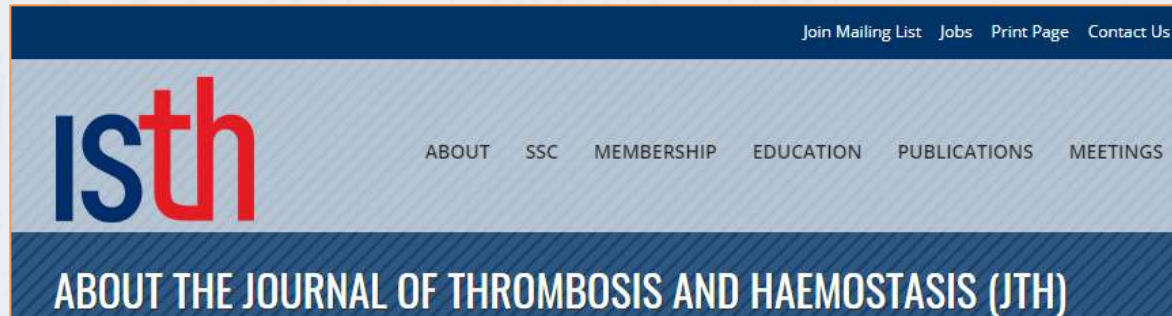 Join Mailing List Jobs Print Page Contact Us
isth
ABOUT SSC MEMBERSHIP EDUCATION PUBLICATIONS MEETINGS
ABOUT THE JOURNAL OF THROMBOSIS AND HAEMOSTASIS (JTH)